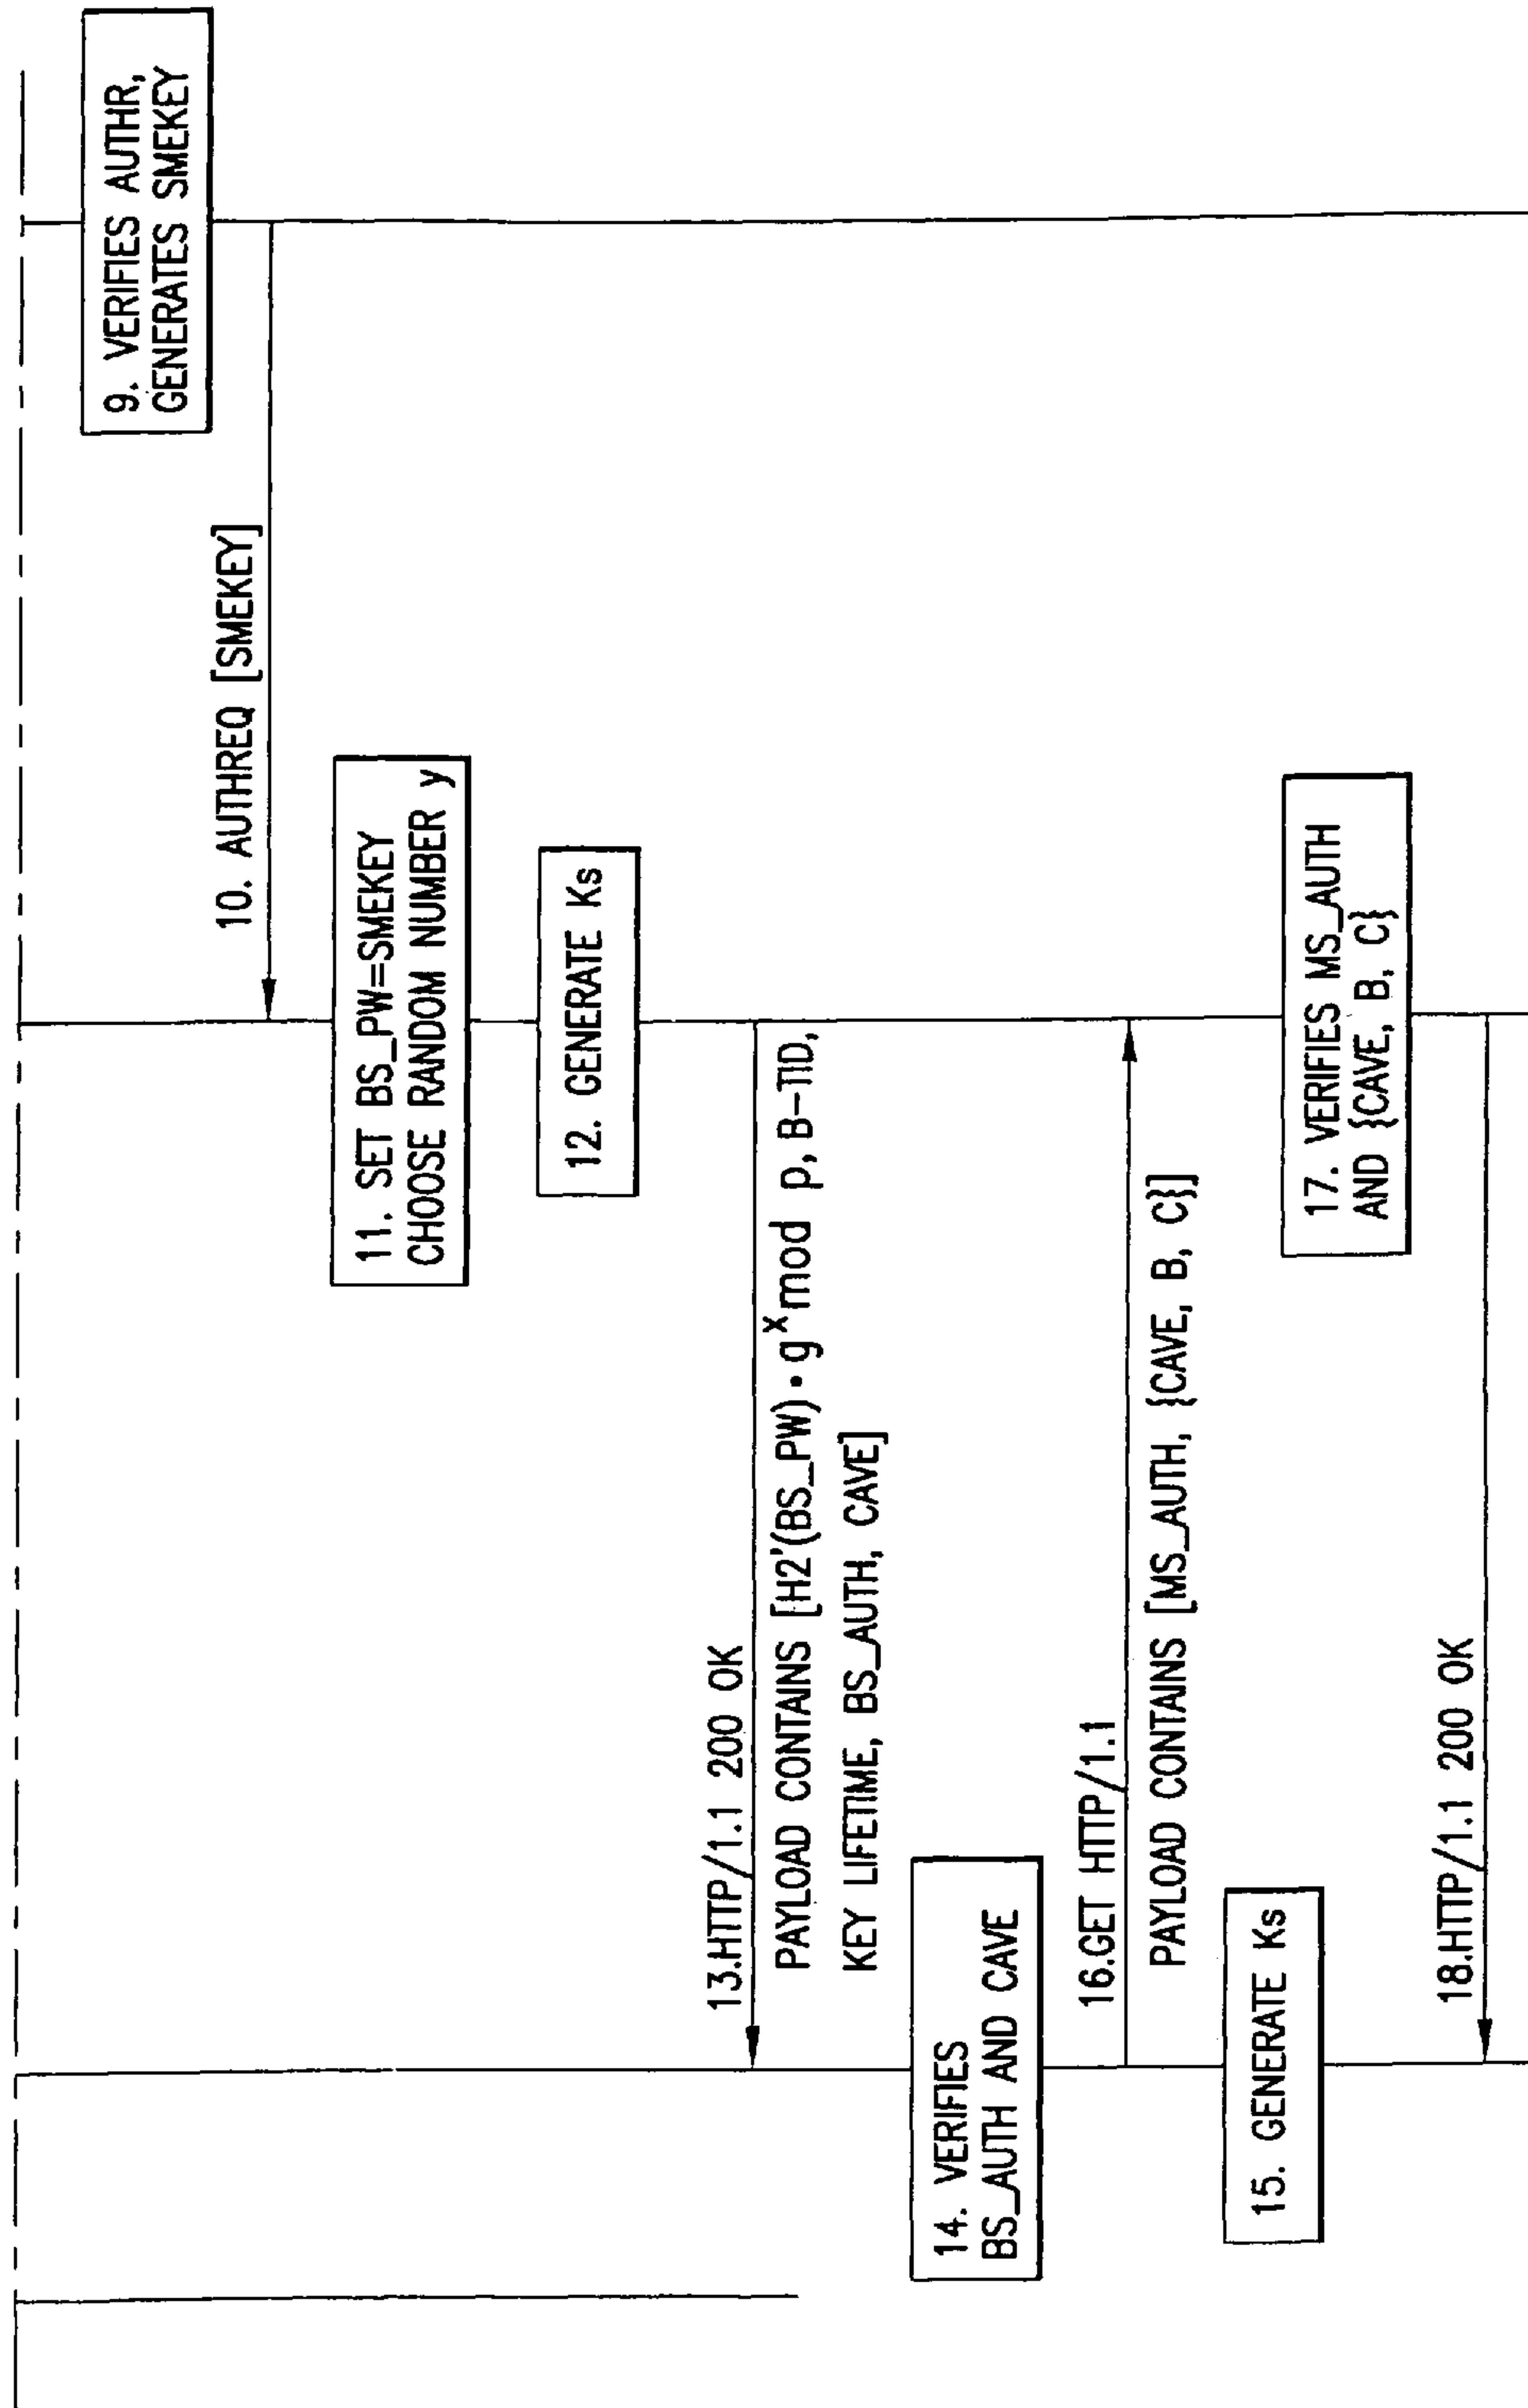 9. VERIFIES AUTHR,
GENERATES SMEKEY
10. AUTHREQ [SMEKEY]
11. SET BS_PW=SMEKEY
CHOOSE RANDOM NUMBER y
12. GENERATE Ks
13.HTTP/1.1 200 OK
PAYLOAD CONTAINS [H2'(BS_PW)•g^x mod p, B-TID,
KEY LIFETIME, BS_AUTH, CAVE]
14. VERIFIES
BS_AUTH AND CAVE
16.GET HTTP/1.1
PAYLOAD CONTAINS [MS_AUTH, {CAVE, B, C}]
15. GENERATE Ks
17. VERIFIES MS_AUTH
AND {CAVE, B, C}
18.HTTP/1.1 200 OK